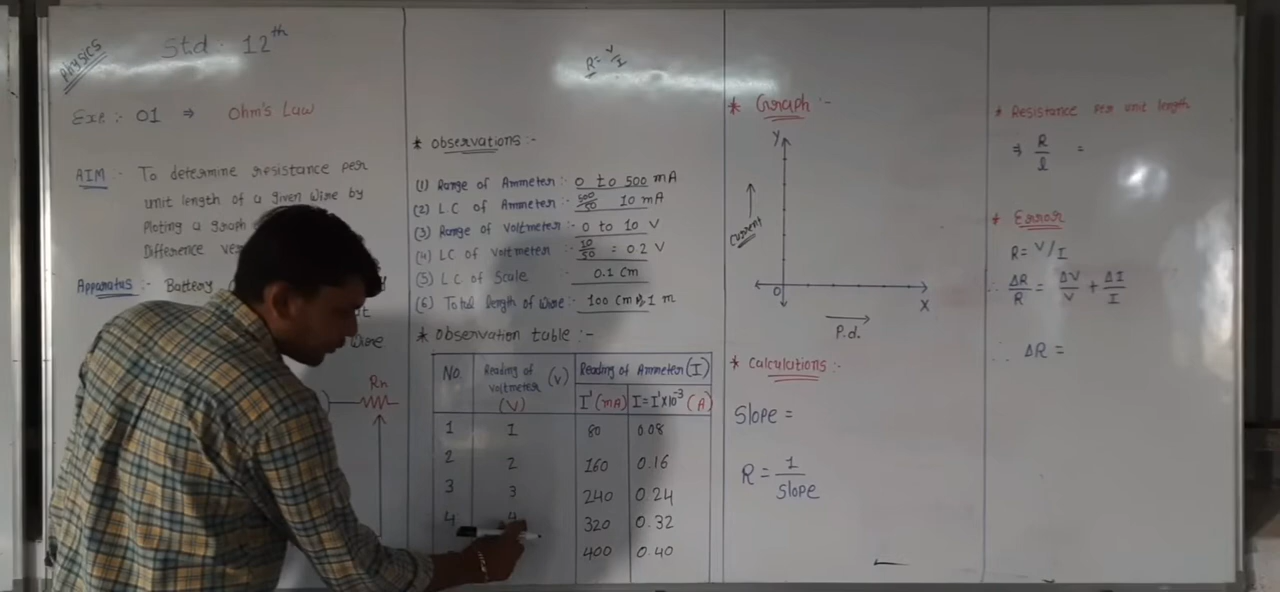 Physics
Std. 12th
Exp :- 01 ⇒ Ohm's Law
AIM :- To determine resistance per
unit length of a given wire by
Ploting a graph
Difference
Apparatus :- Battery
Wire.
Rh
R = V/I
* Observations :-
(1) Range of Ammeter :- 0 to 500 mA
(2) L.C of Ammeter :- 500/50 10 mA
(3) Range of Voltmeter :- 0 to 10 V
(4) LC of Voltmeter :- 10/50 = 0.2 V
(5) LC of Scale 0.1 Cm
(6) Total length of Wire :- 100 Cm 1 m
* Observation table :-
No. Reading of Voltmeter (V) (V) Reading of Ammeter (I)
I' (mA) I = I'×10⁻³ (A)
1 1 80 0.08
2 2 160 0.16
3 3 240 0.24
4 4 320 0.32
400 0.40
* Graph :-
Y
Current
O
X
P.d.
* Calculations :-
Slope =
R = 1/Slope
* Resistance per unit length
⇒ R/l =
* Error
R = V/I
∴ ΔR/R = ΔV/V + ΔI/I
∴ ΔR =